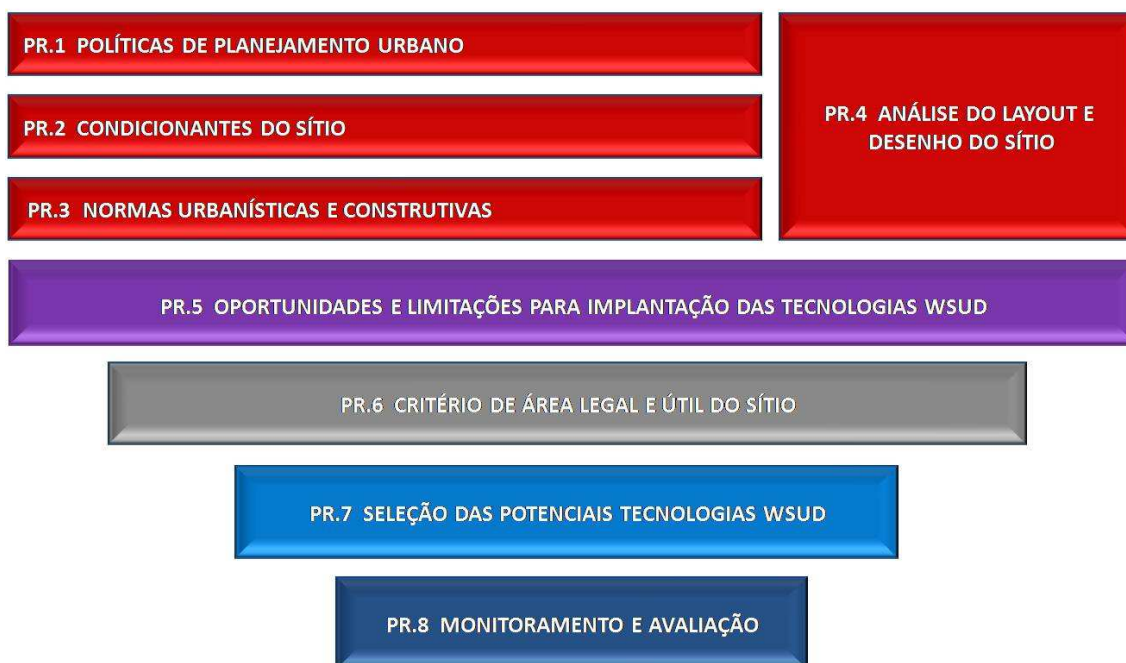 PR.1 POLÍTICAS DE PLANEJAMENTO URBANO
PR.2 CONDICIONANTES DO SÍTIO
PR.3 NORMAS URBANÍSTICAS E CONSTRUTIVAS
PR.4 ANÁLISE DO LAYOUT E
DESENHO DO SÍTIO
PR.5 OPORTUNIDADES E LIMITAÇÕES PARA IMPLANTAÇÃO DAS TECNOLOGIAS WSUD
PR.6 CRITÉRIO DE ÁREA LEGAL E ÚTIL DO SÍTIO
PR.7 SELEÇÃO DAS POTENCIAIS TECNOLOGIAS WSUD
PR.8 MONITORAMENTO E AVALIAÇÃO